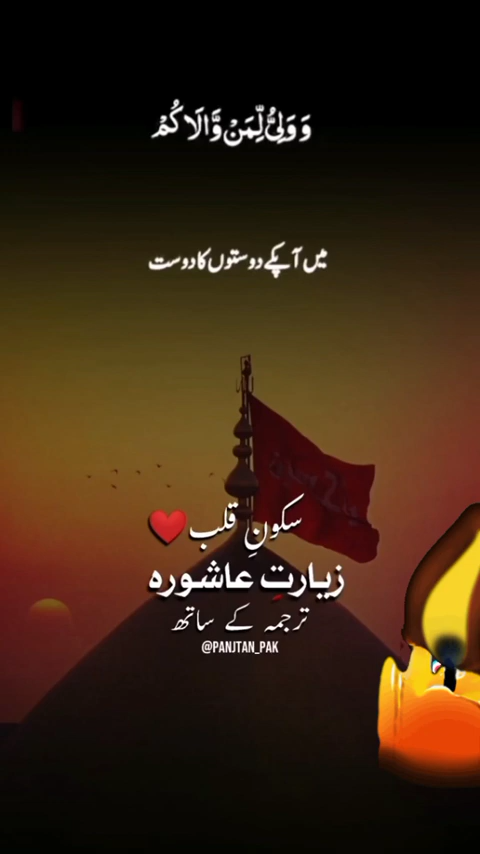 وَ وَلِیٌّ لِّمَنْ وَّالَاكُمْ
میں آپکے دوستوں کا دوست
سکونِ قلب❤️
زیارتِ عاشورہ
ترجمہ کے ساتھ
@PANJTAN_PAK